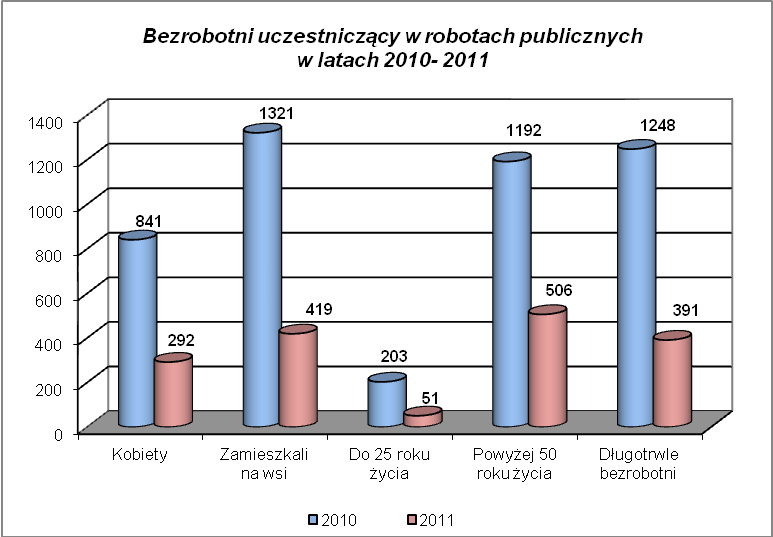 Bezrobotni uczestniczący w robotach publicznych
w latach 2010- 2011
1400
1200
1000
800
600
400
200
0
841
292
1321
419
203
51
1192
506
1248
391
Kobiety
Zamieszkali
na wsi
Do 25 roku
życia
Powyżej 50
roku życia
Długotrwle
bezrobotni
2010
2011